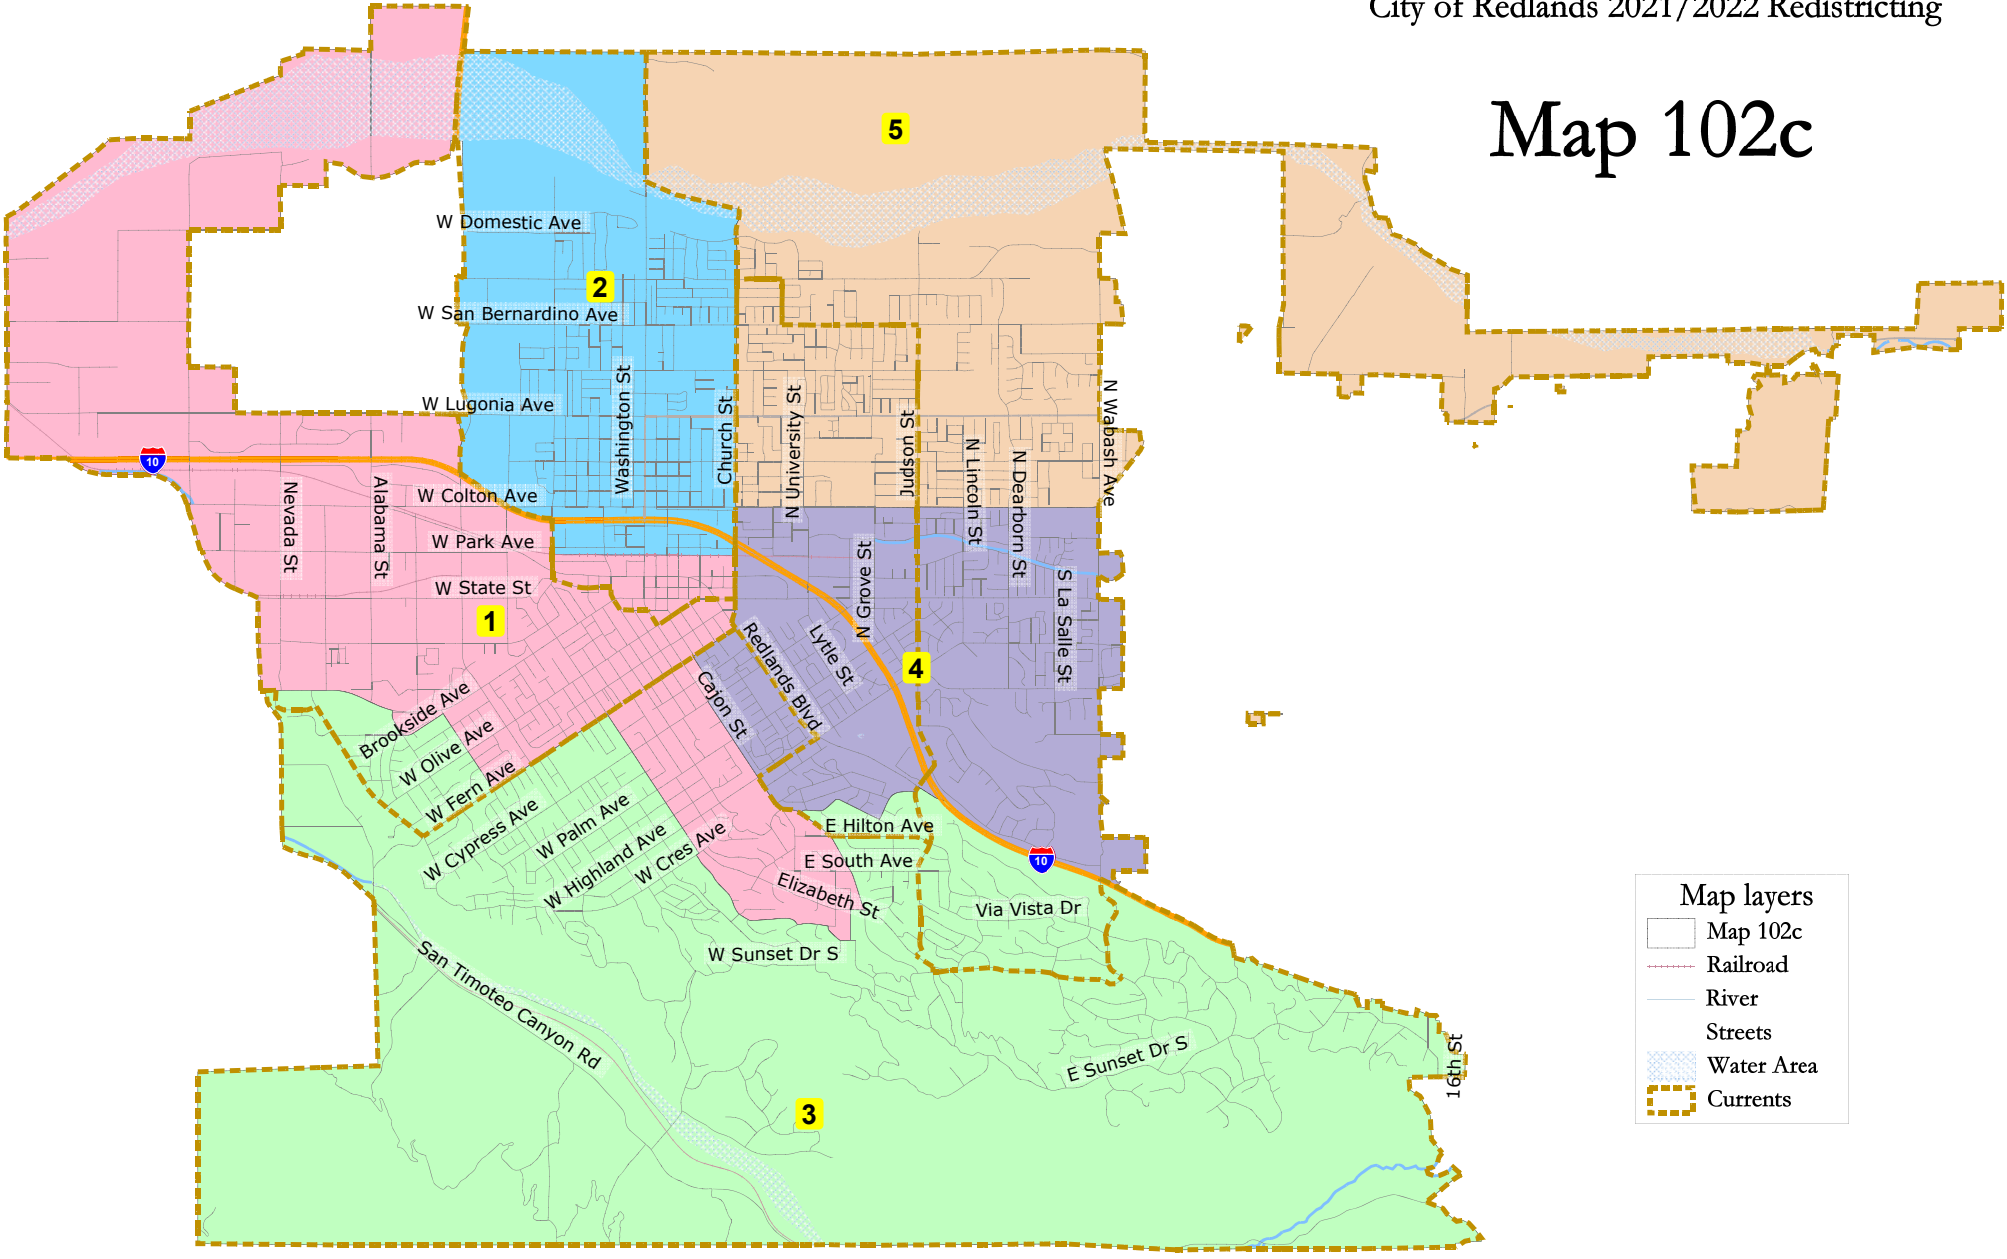 City of Redlands 2021/2022 Redistricting
Map 102c
5
W Domestic Ave
2
W San Bernardino Ave
W Lugonia Ave
Washington St
Church St
N University St
Judson St
N Lincoln St
N Dearborn St
N Wabash Ave
10
Nevada St
Alabama St
W Colton Ave
W Park Ave
W State St
1
N Grove St
S La Salle St
Lytle St
Redlands Blvd
Cajon St
4
Brookside Ave
W Olive Ave
W Fern Ave
W Cypress Ave
W Palm Ave
W Highland Ave
W Cres Ave
E Hilton Ave
E South Ave
Elizabeth St
10
Via Vista Dr
W Sunset Dr S
San Timoteo Canyon Rd
E Sunset Dr S
16th St
3
Map layers
Map 102c
Railroad
River
Streets
Water Area
Currents